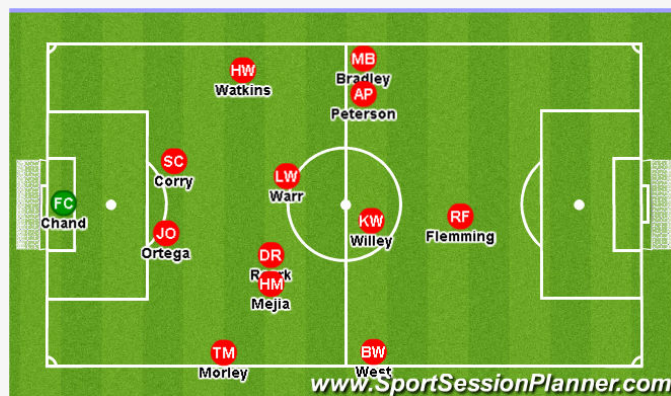 HW
Watkins
MB
Bradley
AP
Peterson
SC
Corry
LW
Warr
FC
Chand
JO
Ortega
KW
Willey
RF
Flemming
DR
HM
Mejia
TM
Morley
BW
West
www.SportSessionPlanner.com